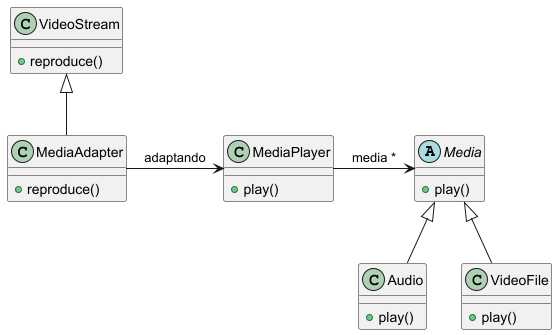 C VideoStream
reproduce()
C MediaAdapter
reproduce()
adaptando
C MediaPlayer
play()
media *
A Media
play()
C Audio
play()
C VideoFile
play()